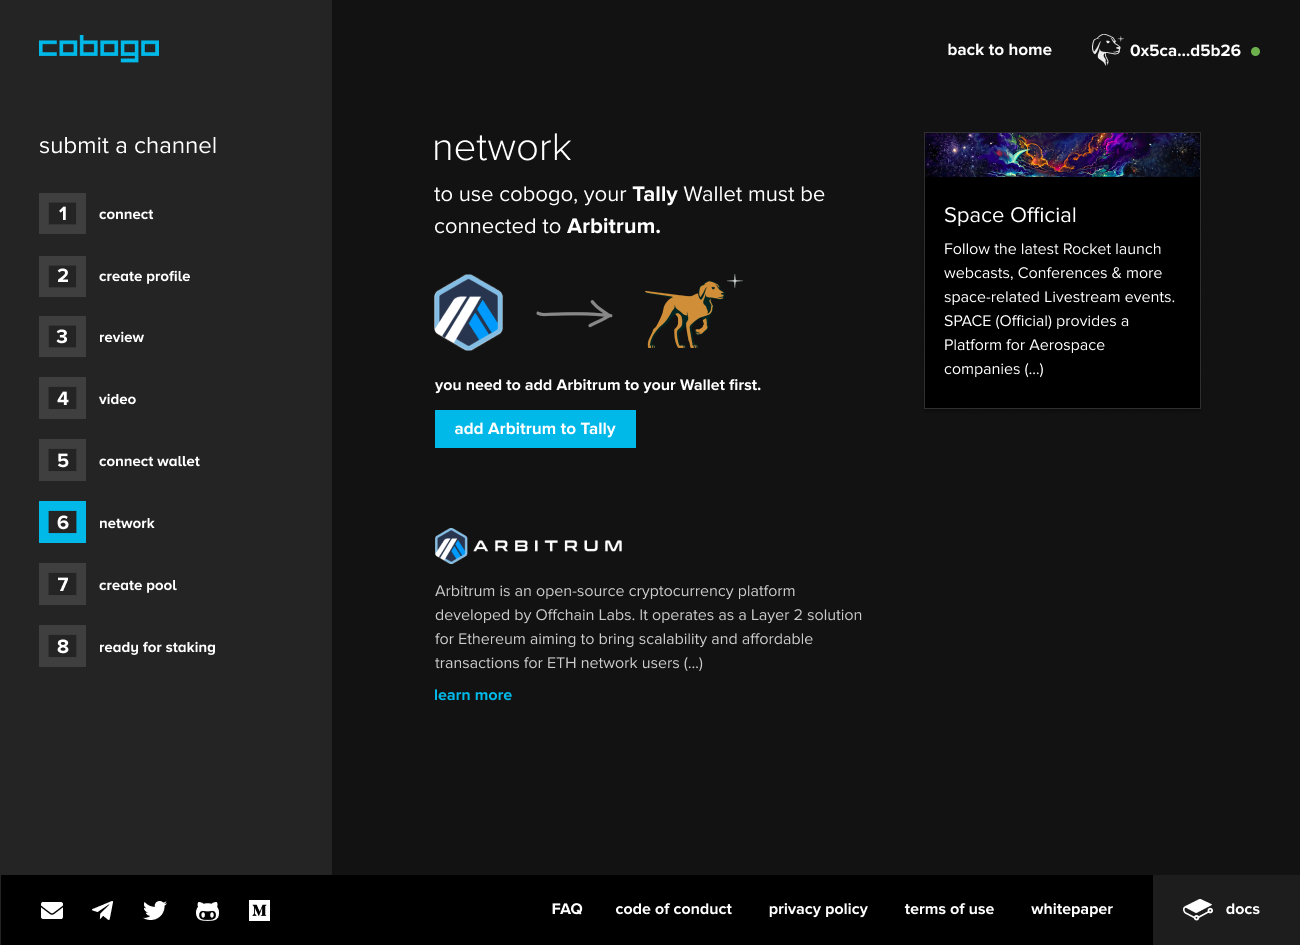 cobogo
back to home
0x5ca...d5b26
submit a channel
1 connect
2 create profile
3 review
4 video
5 connect wallet
6 network
7 create pool
8 ready for staking
network
to use cobogo, your Tally Wallet must be
connected to Arbitrum.
you need to add Arbitrum to your Wallet first.
add Arbitrum to Tally
ARBITRUM
Arbitrum is an open-source cryptocurrency platform
developed by Offchain Labs. It operates as a Layer 2 solution
for Ethereum aiming to bring scalability and affordable
transactions for ETH network users (...)
learn more
Space Official
Follow the latest Rocket launch
webcasts, Conferences & more
space-related Livestream events.
SPACE (Official) provides a
Platform for Aerospace
companies (...)
M
FAQ
code of conduct
privacy policy
terms of use
whitepaper
docs